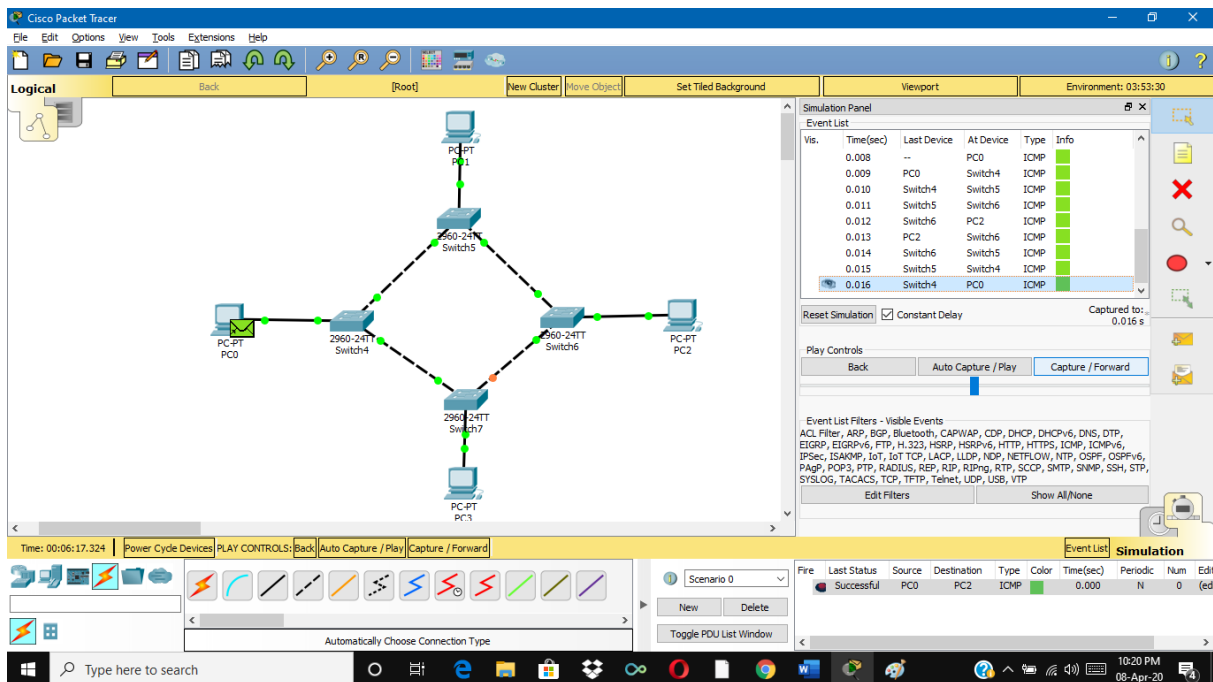 Cisco Packet Tracer
File Edit Options View Tools Extensions Help
Logical Back [Root] New Cluster Move Object Set Tiled Background Viewport Environment: 03:53:30
PC-PT
PC1
2960-24TT
Switch5
PC-PT
PC0
2960-24TT
Switch4
2960-24TT
Switch6
PC-PT
PC2
2960-24TT
Switch7
PC-PT
PC3
Simulation Panel
Event List
Vis. Time(sec) Last Device At Device Type Info
0.008 -- PC0 ICMP
0.009 PC0 Switch4 ICMP
0.010 Switch4 Switch5 ICMP
0.011 Switch5 Switch6 ICMP
0.012 Switch6 PC2 ICMP
0.013 PC2 Switch6 ICMP
0.014 Switch6 Switch5 ICMP
0.015 Switch5 Switch4 ICMP
0.016 Switch4 PC0 ICMP
Reset Simulation Constant Delay Captured to:
0.016 s
Play Controls
Back Auto Capture / Play Capture / Forward
Event List Filters - Visible Events
ACL Filter, ARP, BGP, Bluetooth, CAPWAP, CDP, DHCP, DHCPv6, DNS, DTP,
EIGRP, EIGRPv6, FTP, H.323, HSRP, HSRPv6, HTTP, HTTPS, ICMP, ICMPv6,
IPSec, ISAKMP, IoT, IoT TCP, LACP, LLDP, NDP, NETFLOW, NTP, OSPF, OSPFv6,
PAgP, POP3, PTP, RADIUS, REP, RIP, RIPng, RTP, SCCP, SMTP, SNMP, SSH, STP,
SYSLOG, TACACS, TCP, TFTP, Telnet, UDP, USB, VTP
Edit Filters Show All/None
Time: 00:06:17.324 Power Cycle Devices PLAY CONTROLS: Back Auto Capture / Play Capture / Forward Event List Simulation
Automatically Choose Connection Type
Scenario 0
New Delete
Toggle PDU List Window
Fire Last Status Source Destination Type Color Time(sec) Periodic Num Edit
Successful PC0 PC2 ICMP 0.000 N 0 (ed
Type here to search
10:20 PM
08-Apr-20
4